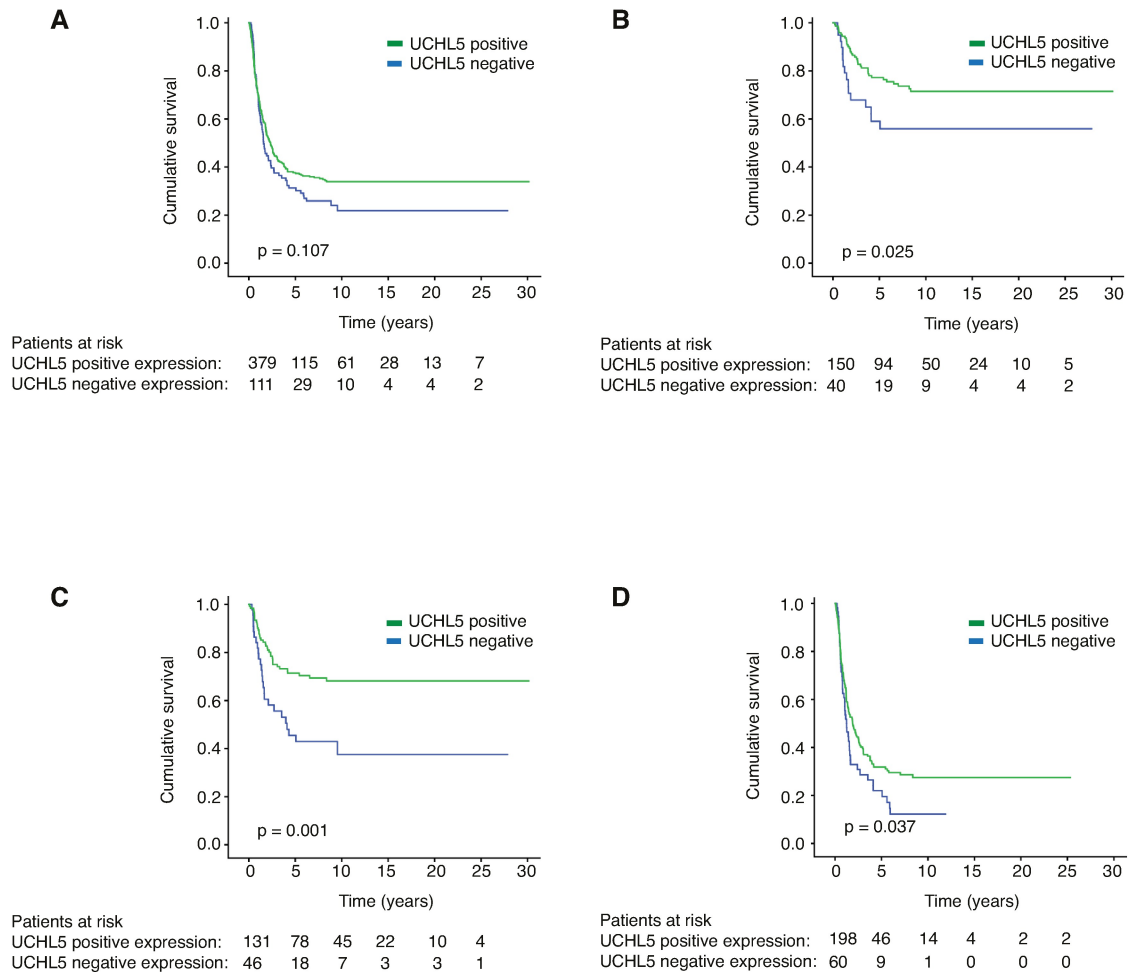 A
1.0
0.8
0.6
0.4
0.2
0.0
Cumulative survival
UCHL5 positive
UCHL5 negative
p = 0.107
0 5 10 15 20 25 30
Time (years)
Patients at risk
UCHL5 positive expression: 379 115 61 28 13 7
UCHL5 negative expression: 111 29 10 4 4 2
B
1.0
0.8
0.6
0.4
0.2
0.0
Cumulative survival
UCHL5 positive
UCHL5 negative
p = 0.025
0 5 10 15 20 25 30
Time (years)
Patients at risk
UCHL5 positive expression: 150 94 50 24 10 5
UCHL5 negative expression: 40 19 9 4 4 2
C
1.0
0.8
0.6
0.4
0.2
0.0
Cumulative survival
UCHL5 positive
UCHL5 negative
p = 0.001
0 5 10 15 20 25 30
Time (years)
Patients at risk
UCHL5 positive expression: 131 78 45 22 10 4
UCHL5 negative expression: 46 18 7 3 3 1
D
1.0
0.8
0.6
0.4
0.2
0.0
Cumulative survival
UCHL5 positive
UCHL5 negative
p = 0.037
0 5 10 15 20 25 30
Time (years)
Patients at risk
UCHL5 positive expression: 198 46 14 4 2 2
UCHL5 negative expression: 60 9 1 0 0 0